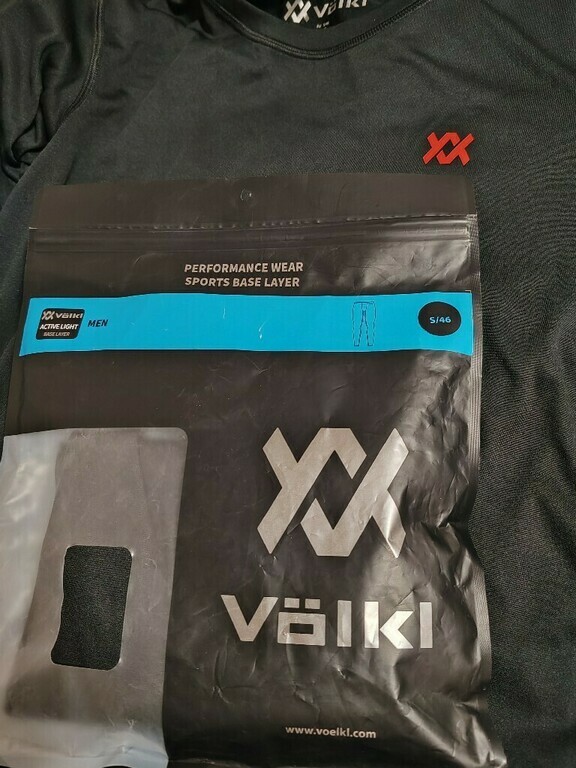 Völkl
PERFORMANCE WEAR
SPORTS BASE LAYER
Völkl
ACTIVE LIGHT
BASE LAYER
MEN
S/46
Völkl
www.voelkl.com